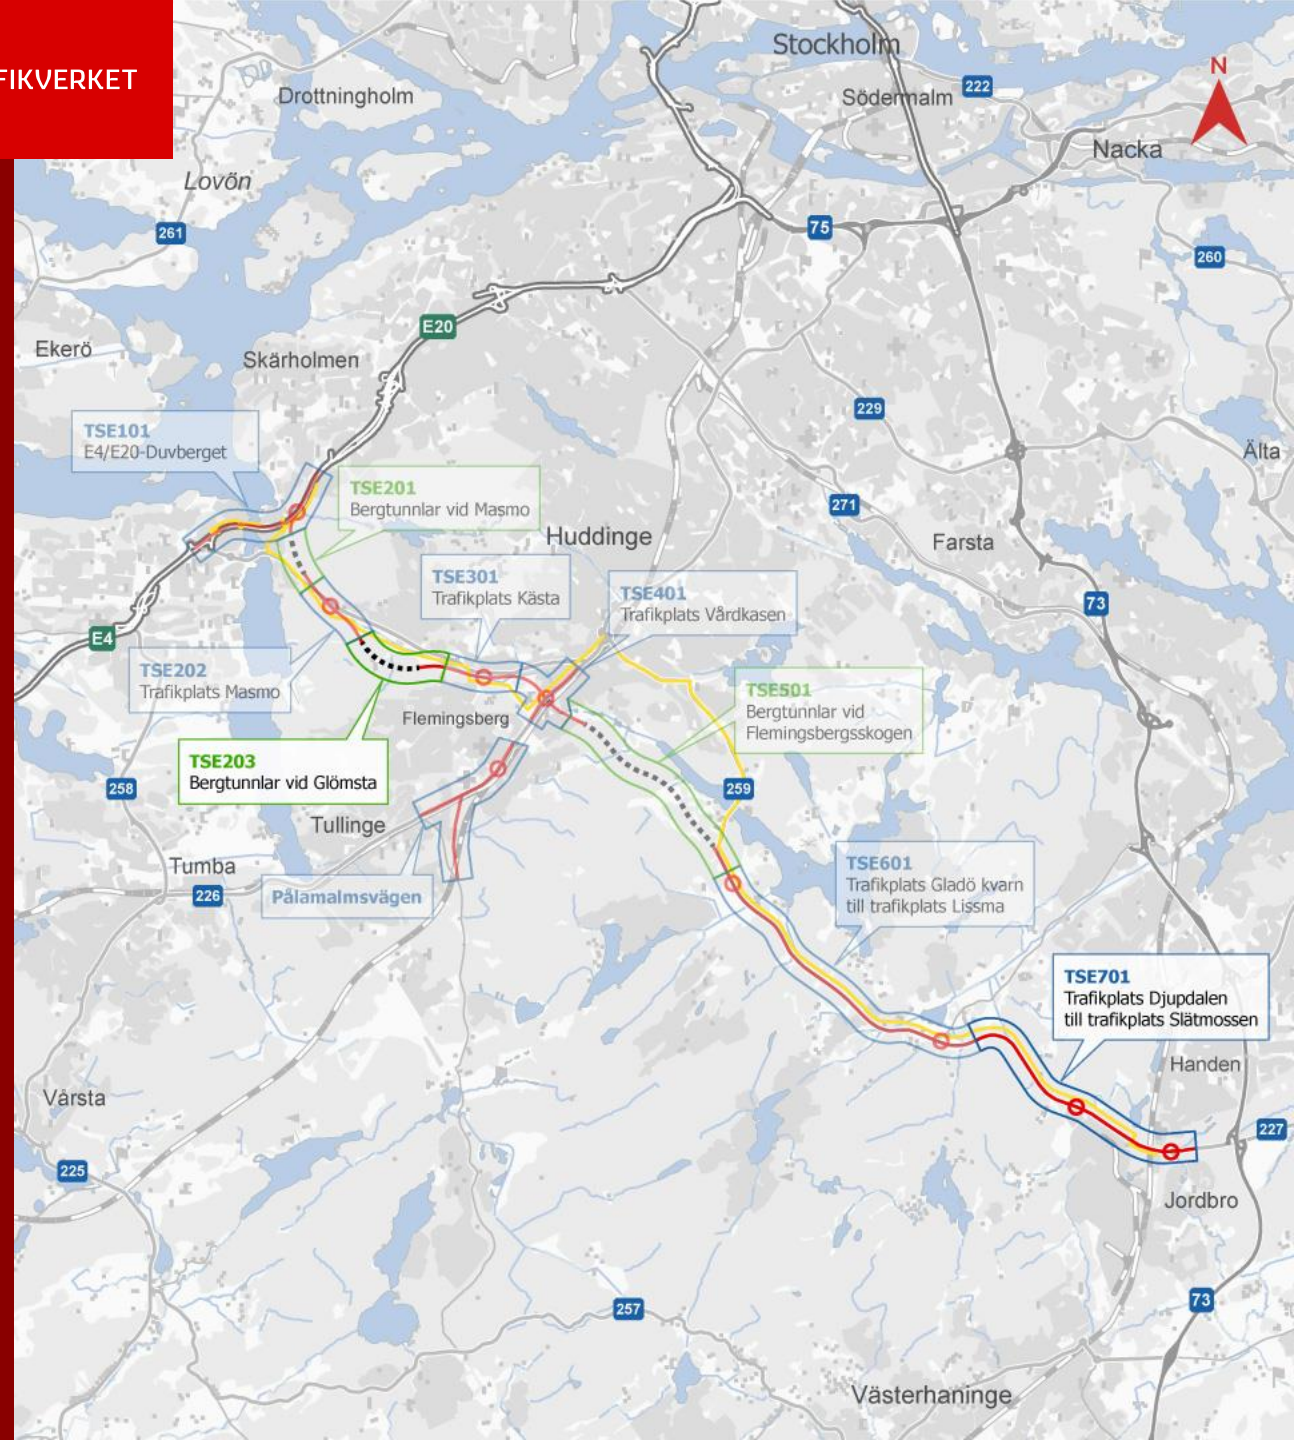 FIKVERKET
Stockholm
N
Drottningholm
Södermalm
222
Nacka
Lovön
261
75
260
E20
Ekerö
Skärholmen
229
TSE101
E4/E20-Duvberget
Älta
TSE201
Bergtunnlar vid Masmo
271
Huddinge
Farsta
TSE301
Trafikplats Kästa
TSE401
Trafikplats Vårdkasen
73
E4
TSE202
Trafikplats Masmo
TSE501
Bergtunnlar vid
Flemingsbergsskogen
Flemingsberg
TSE203
Bergtunnlar vid Glömsta
258
259
Tullinge
Tumba
226
Pålamalmsvägen
TSE601
Trafikplats Gladö kvarn
till trafikplats Lissma
TSE701
Trafikplats Djupdalen
till trafikplats Slätmossen
Handen
Vårsta
227
225
Jordbro
257
73
Västerhaninge